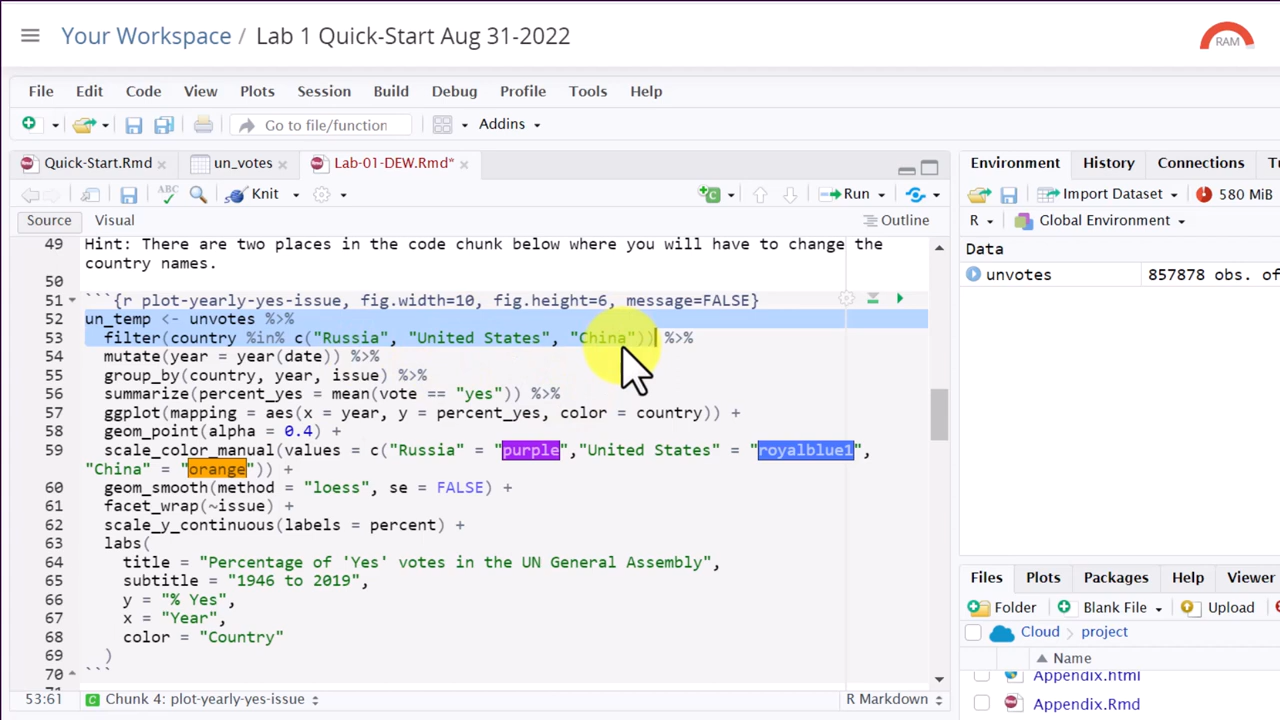 Your Workspace / Lab 1 Quick-Start Aug 31-2022
RAM
File Edit Code View Plots Session Build Debug Profile Tools Help
Go to file/function Addins
Quick-Start.Rmd un_votes Lab-01-DEW.Rmd*
ABC Knit Run
Source Visual Outline
49 Hint: There are two places in the code chunk below where you will have to change the
country names.
50
51 ```{r plot-yearly-yes-issue, fig.width=10, fig.height=6, message=FALSE}
52 un_temp <- unvotes %>%
53 filter(country %in% c("Russia", "United States", "China")) %>%
54 mutate(year = year(date)) %>%
55 group_by(country, year, issue) %>%
56 summarize(percent_yes = mean(vote == "yes")) %>%
57 ggplot(mapping = aes(x = year, y = percent_yes, color = country)) +
58 geom_point(alpha = 0.4) +
59 scale_color_manual(values = c("Russia" = "purple","United States" = "royalblue1",
"China" = "orange")) +
60 geom_smooth(method = "loess", se = FALSE) +
61 facet_wrap(~issue) +
62 scale_y_continuous(labels = percent) +
63 labs(
64 title = "Percentage of 'Yes' votes in the UN General Assembly",
65 subtitle = "1946 to 2019",
66 y = "% Yes",
67 x = "Year",
68 color = "Country"
69 )
70 ```
53:61 Chunk 4: plot-yearly-yes-issue R Markdown
Environment History Connections
Import Dataset 580 MiB
R Global Environment
Data
unvotes 857878 obs. of
Files Plots Packages Help Viewer
Folder Blank File Upload
Cloud project
Name
Appendix.html
Appendix.Rmd